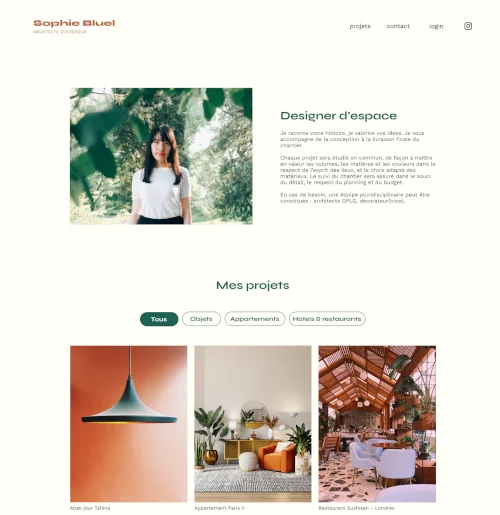 Sophie Bluel
ARCHITECTE D'INTÉRIEUR
projets contact login
Designer d'espace
Je raconte votre histoire, je valorise vos idées. Je vous
accompagne de la conception à la livraison finale du
chantier.
Chaque projet sera étudié en commun, de façon à mettre
en valeur les volumes, les matières et les couleurs dans le
respect de l'esprit des lieux, et le choix adapté des
matériaux. Le suivi du chantier sera assuré dans le souci
du détail, le respect du planning et du budget.
En cas de besoin, une équipe pluridisciplinaire peut être
constituée : architecte DPLG, décorateur(trice).
Mes projets
Tous Objets Appartements Hotels & restaurants
Abat-jour Tahina Appartement Paris V Restaurant Sushisen - Londres